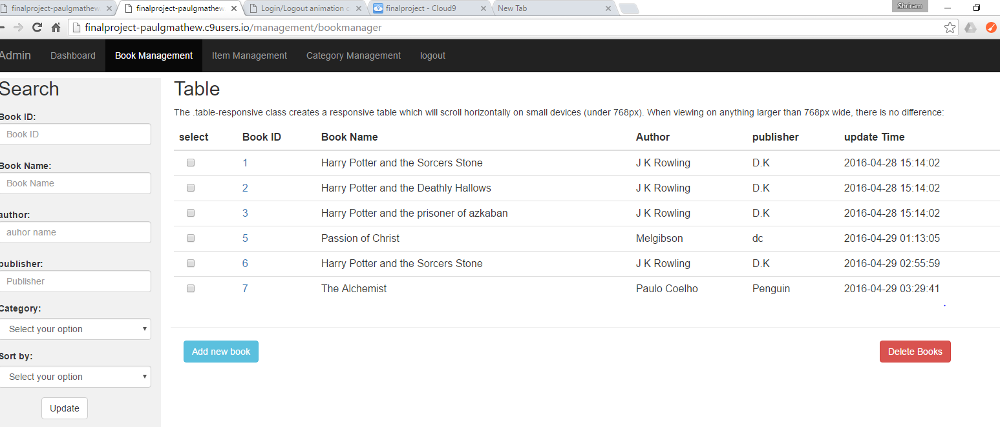 finalproject-paulgmathew finalproject-paulgmathew Login/Logout animation finalproject - Cloud9 New Tab Shriram
finalproject-paulgmathew.c9users.io/management/bookmanager
Admin Dashboard Book Management Item Management Category Management logout
Search
Book ID:
Book ID
Book Name:
Book Name
author:
auhor name
publisher:
Publisher
Category:
Select your option
Sort by:
Select your option
Update
Table
The .table-responsive class creates a responsive table which will scroll horizontally on small devices (under 768px). When viewing on anything larger than 768px wide, there is no difference:
select Book ID Book Name Author publisher update Time
1 Harry Potter and the Sorcers Stone J K Rowling D.K 2016-04-28 15:14:02
2 Harry Potter and the Deathly Hallows J K Rowling D.K 2016-04-28 15:14:02
3 Harry Potter and the prisoner of azkaban J K Rowling D.K 2016-04-28 15:14:02
5 Passion of Christ Melgibson dc 2016-04-29 01:13:05
6 Harry Potter and the Sorcers Stone J K Rowling D.K 2016-04-29 02:55:59
7 The Alchemist Paulo Coelho Penguin 2016-04-29 03:29:41
.
Add new book Delete Books